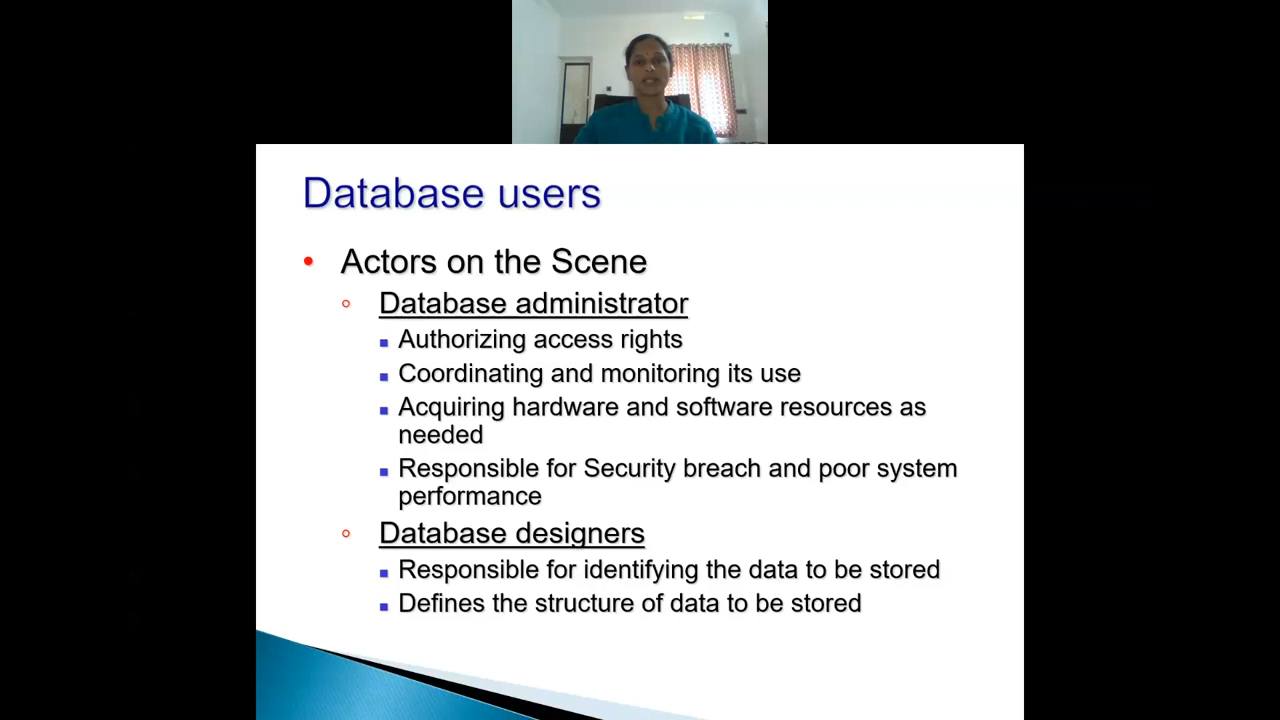 Database users
• Actors on the Scene
◦ Database administrator
▪ Authorizing access rights
▪ Coordinating and monitoring its use
▪ Acquiring hardware and software resources as
needed
▪ Responsible for Security breach and poor system
performance
◦ Database designers
▪ Responsible for identifying the data to be stored
▪ Defines the structure of data to be stored